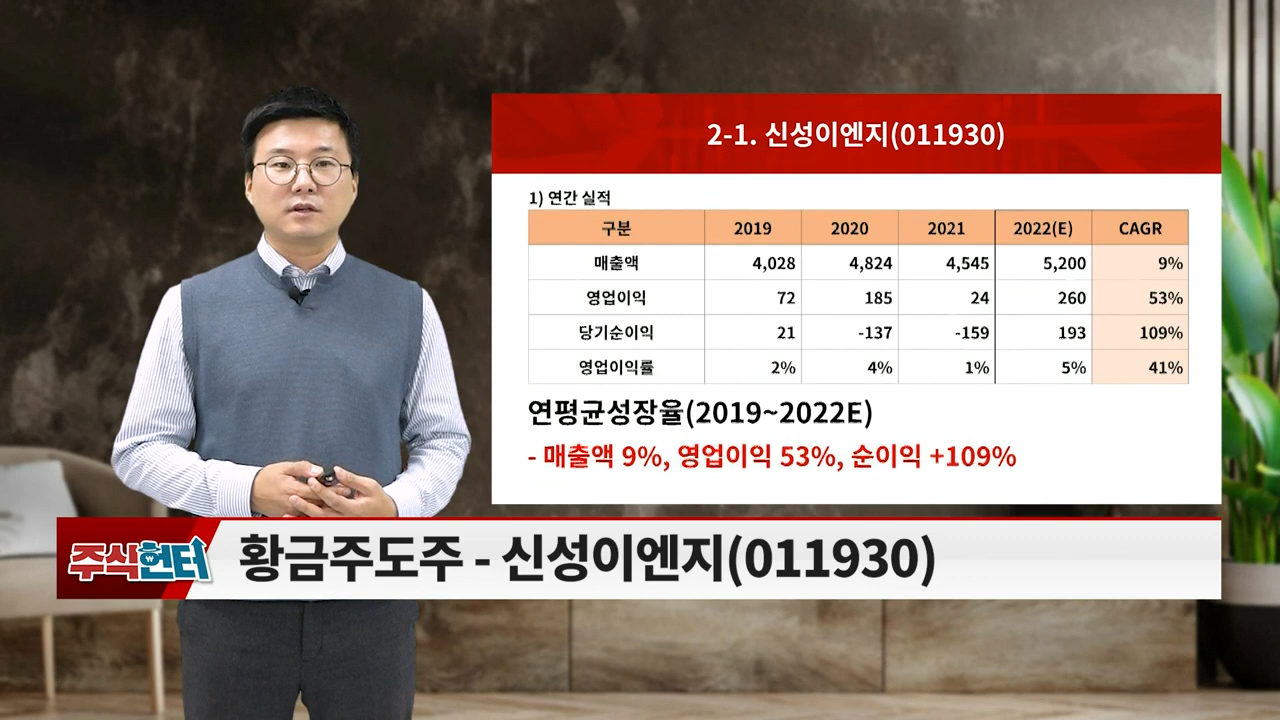 2-1. 신성이엔지(011930)
1) 연간 실적
구분 2019 2020 2021 2022(E) CAGR
매출액 4,028 4,824 4,545 5,200 9%
영업이익 72 185 24 260 53%
당기순이익 21 -137 -159 193 109%
영업이익률 2% 4% 1% 5% 41%
연평균성장율(2019~2022E)
- 매출액 9%, 영업이익 53%, 순이익 +109%
주식헌터 황금주도주 - 신성이엔지(011930)